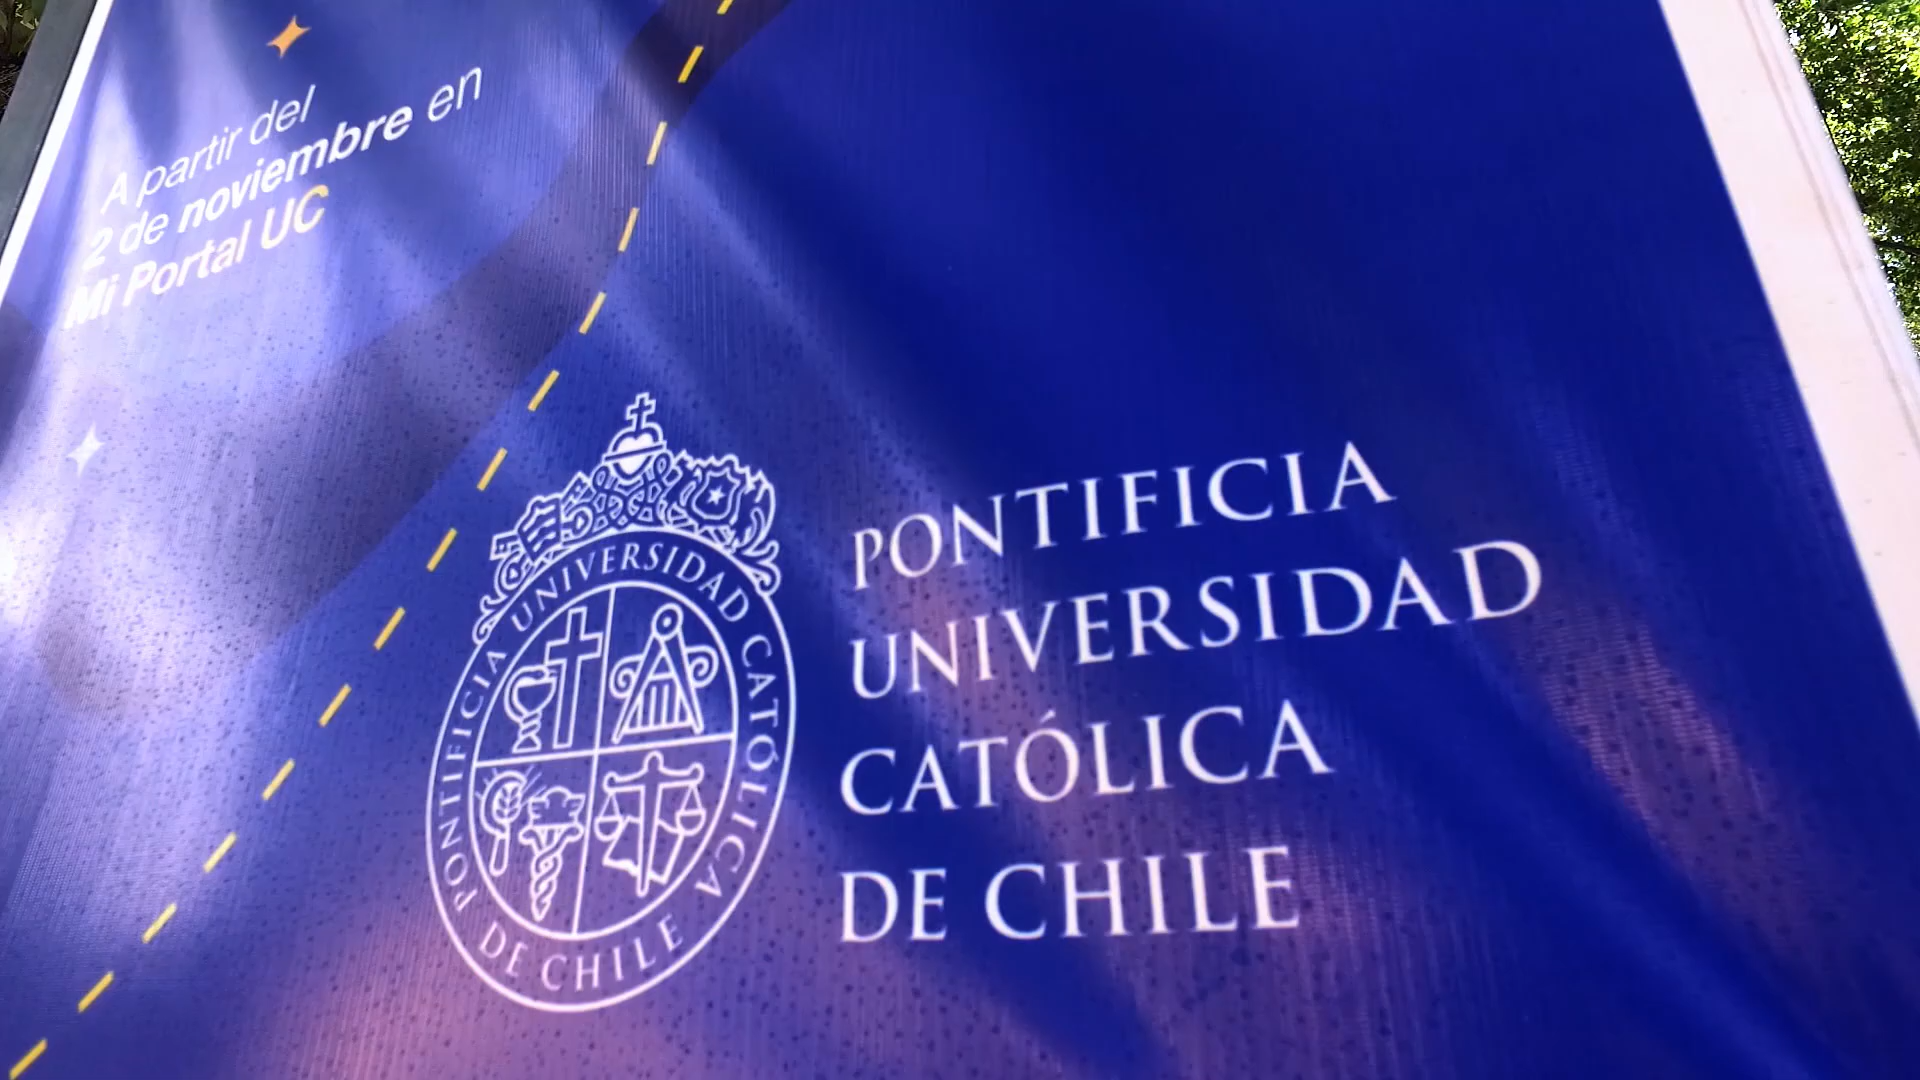 A partir del
2 de noviembre en
Mi Portal UC
PONTIFICIA UNIVERSIDAD CATÓLICA DE CHILE
PONTIFICIA
UNIVERSIDAD
CATÓLICA
DE CHILE